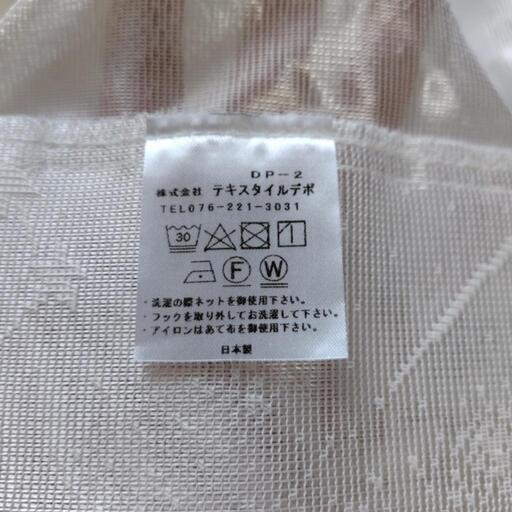 DP-2
株式会社 テキスタイルデポ
TEL076-221-3031
30
F W
・洗濯の際ネットを御使用下さい。
・フックを取り外してお洗濯して下さい。
・アイロンはあて布を御使用下さい。
日本製